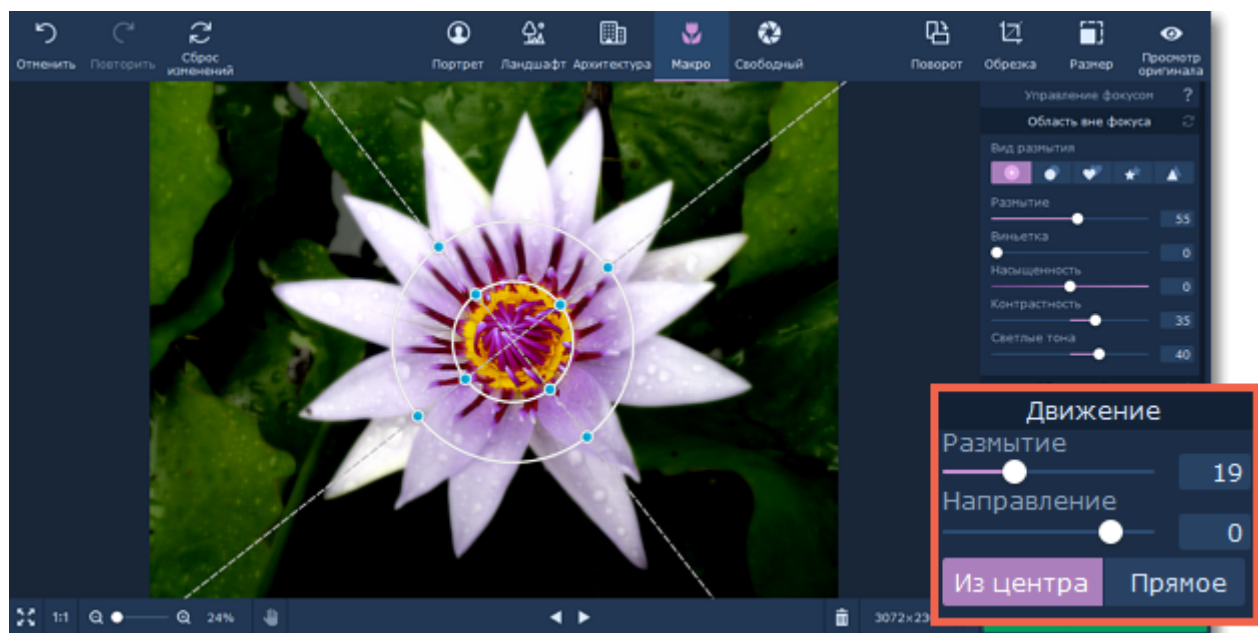 Отменить
Повторить
Сброс
изменений
Портрет
Ландшафт
Архитектура
Макро
Свободный
Поворот
Обрезка
Размер
Просмотр
оригинала
Управление фокусом ?
Область вне фокуса
Вид размытия
Размытие
55
Виньетка
0
Насыщенность
0
Контрастность
35
Светлые тона
40
Движение
Размытие
19
Направление
0
Из центра Прямое
1:1
24%